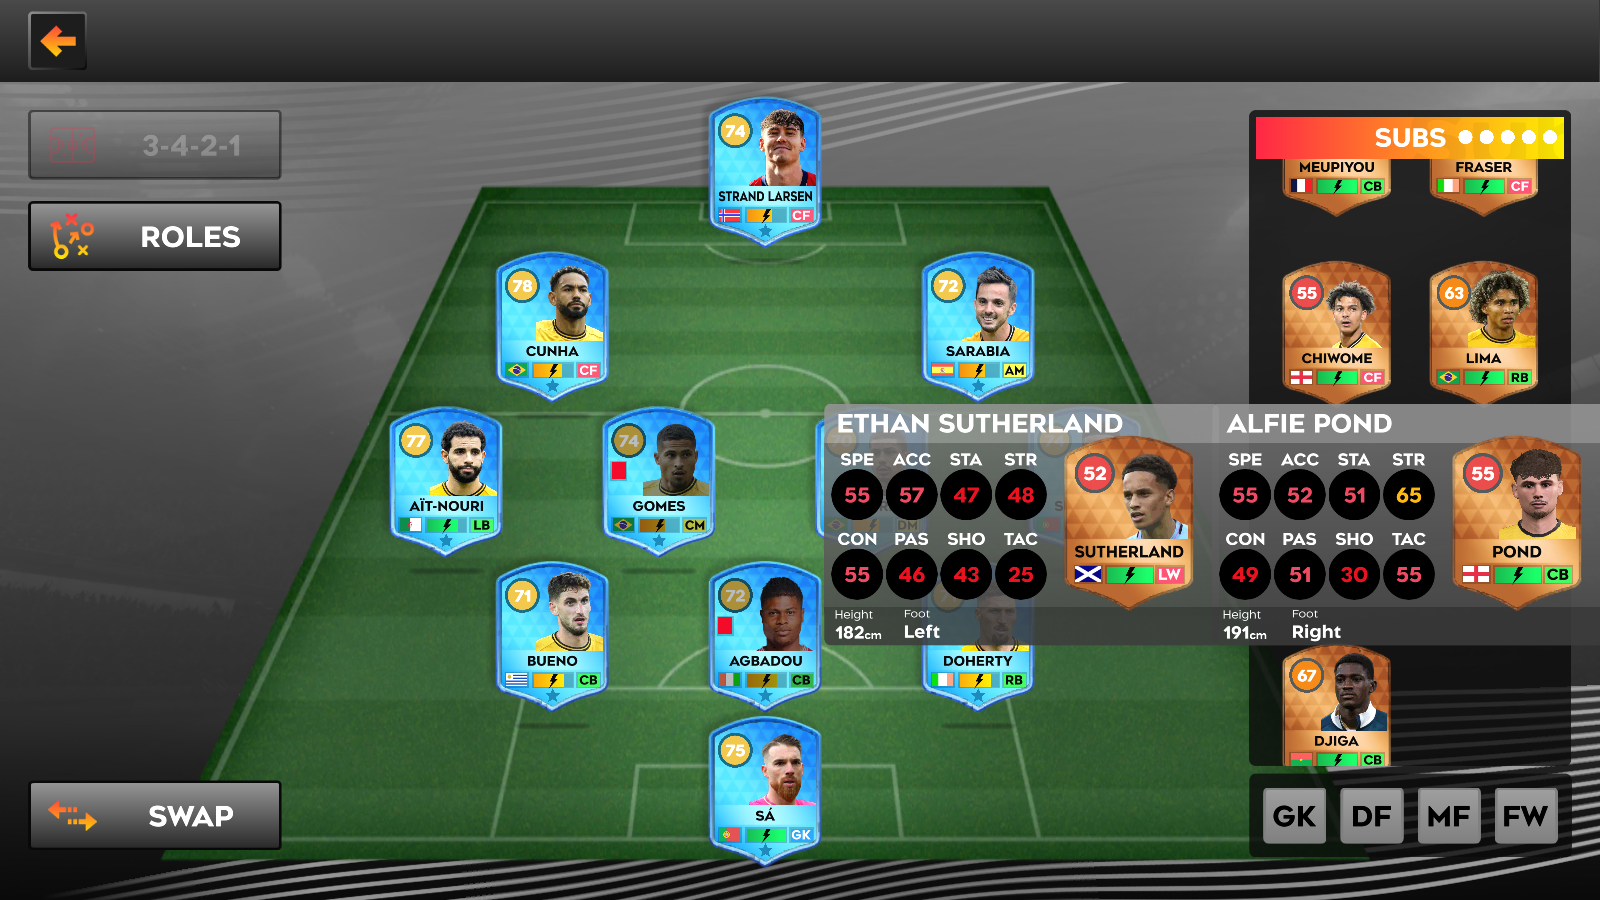 3-4-2-1
ROLES
SWAP
74
STRAND LARSEN
CF
78
CUNHA
CF
72
SARABIA
AM
77
AÏT-NOURI
LB
74
GOMES
CM
70
DM
74
71
BUENO
CB
72
AGBADOU
CB
DOHERTY
RB
75
SÁ
GK
SUBS
MEUPIYOU
CB
FRASER
CF
55
CHIWOME
CF
63
LIMA
RB
ETHAN SUTHERLAND
SPE ACC STA STR
55 57 47 48
CON PAS SHO TAC
55 46 43 25
Height Foot
182cm Left
52
SUTHERLAND
LW
ALFIE POND
SPE ACC STA STR
55 52 51 65
CON PAS SHO TAC
49 51 30 55
Height Foot
191cm Right
55
POND
CB
67
DJIGA
CB
GK DF MF FW